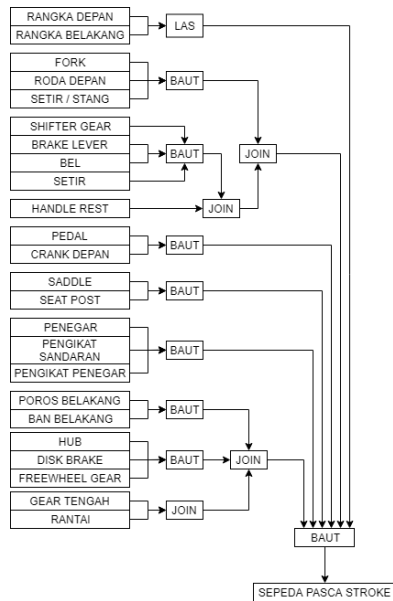 RANGKA DEPAN
RANGKA BELAKANG
LAS
FORK
RODA DEPAN
SETIR / STANG
BAUT
SHIFTER GEAR
BRAKE LEVER
BEL
SETIR
BAUT
JOIN
HANDLE REST
JOIN
PEDAL
CRANK DEPAN
BAUT
SADDLE
SEAT POST
BAUT
PENEGAR
PENGIKAT
SANDARAN
PENGIKAT PENEGAR
BAUT
POROS BELAKANG
BAN BELAKANG
BAUT
HUB
DISK BRAKE
FREEWHEEL GEAR
BAUT
JOIN
GEAR TENGAH
RANTAI
JOIN
BAUT
SEPEDA PASCA STROKE